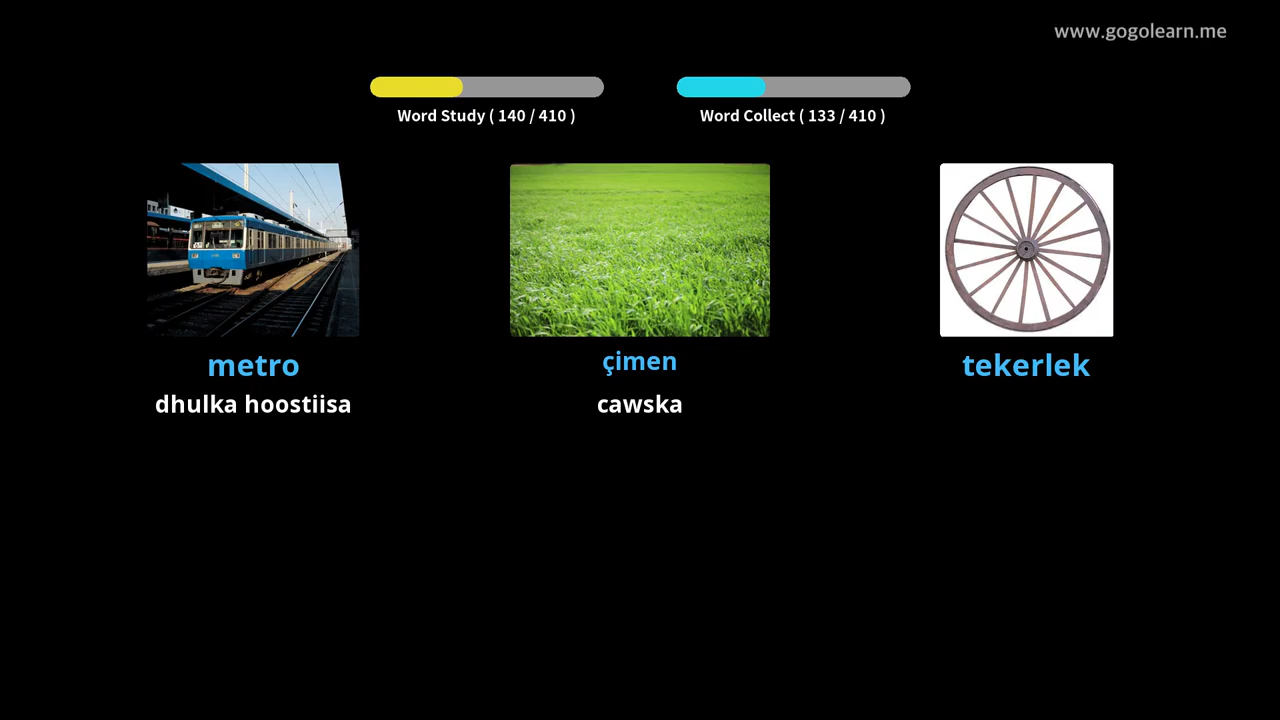 www.gogolearn.me
Word Study ( 140 / 410 )
Word Collect ( 133 / 410 )
metro
çimen
tekerlek
dhulka hoostiisa
cawska